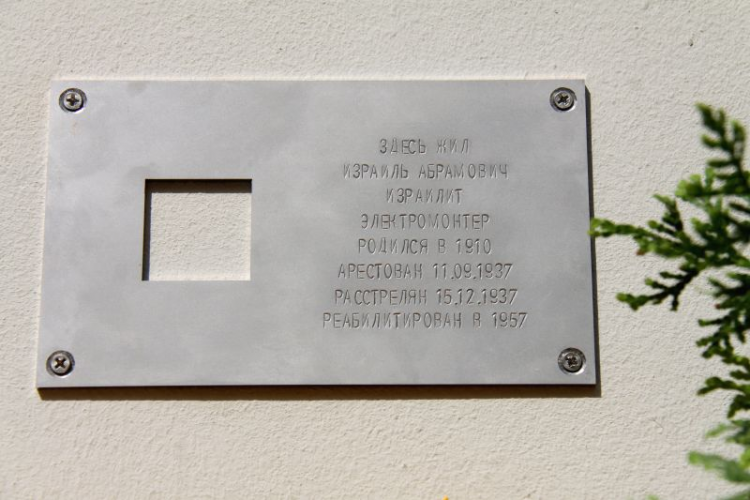 ЗДЕСЬ ЖИЛ
ИЗРАИЛЬ АБРАМОВИЧ
ИЗРАИЛИТ
ЭЛЕКТРОМОНТЕР
РОДИЛСЯ В 1910
АРЕСТОВАН 11.09.1937
РАССТРЕЛЯН 15.12.1937
РЕАБИЛИТИРОВАН В 1957